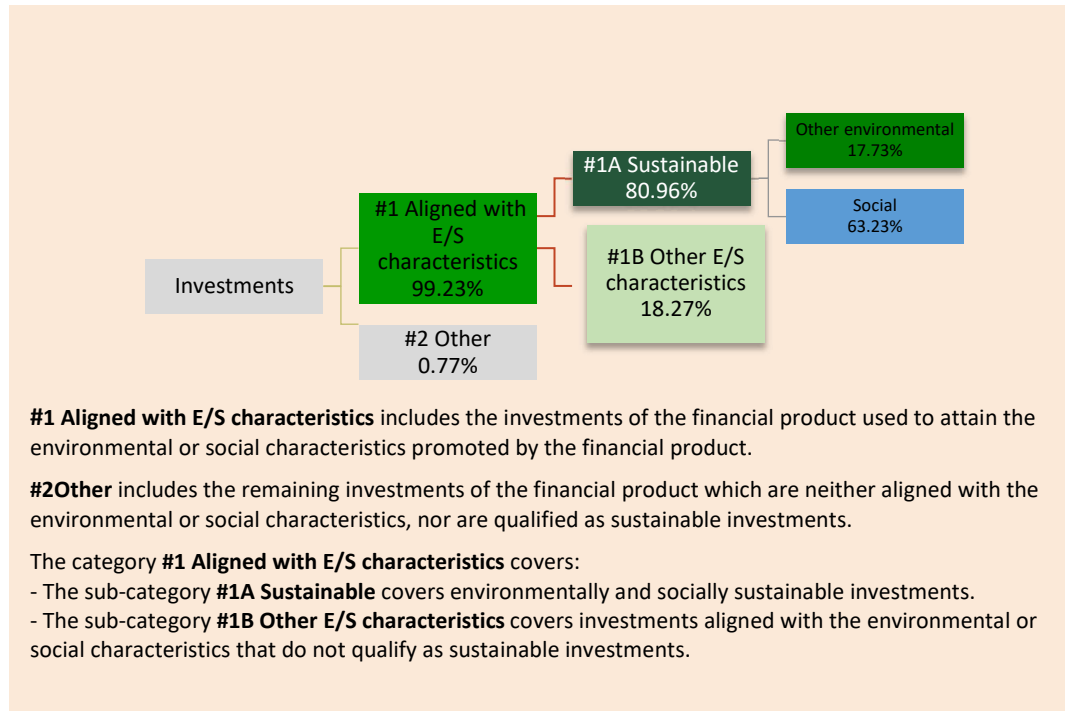 Investments
#1 Aligned with
E/S
characteristics
99.23%
#2 Other
0.77%
#1A Sustainable
80.96%
#1B Other E/S
characteristics
18.27%
Other environmental
17.73%
Social
63.23%
#1 Aligned with E/S characteristics includes the investments of the financial product used to attain the
environmental or social characteristics promoted by the financial product.
#2Other includes the remaining investments of the financial product which are neither aligned with the
environmental or social characteristics, nor are qualified as sustainable investments.
The category #1 Aligned with E/S characteristics covers:
- The sub-category #1A Sustainable covers environmentally and socially sustainable investments.
- The sub-category #1B Other E/S characteristics covers investments aligned with the environmental or
social characteristics that do not qualify as sustainable investments.